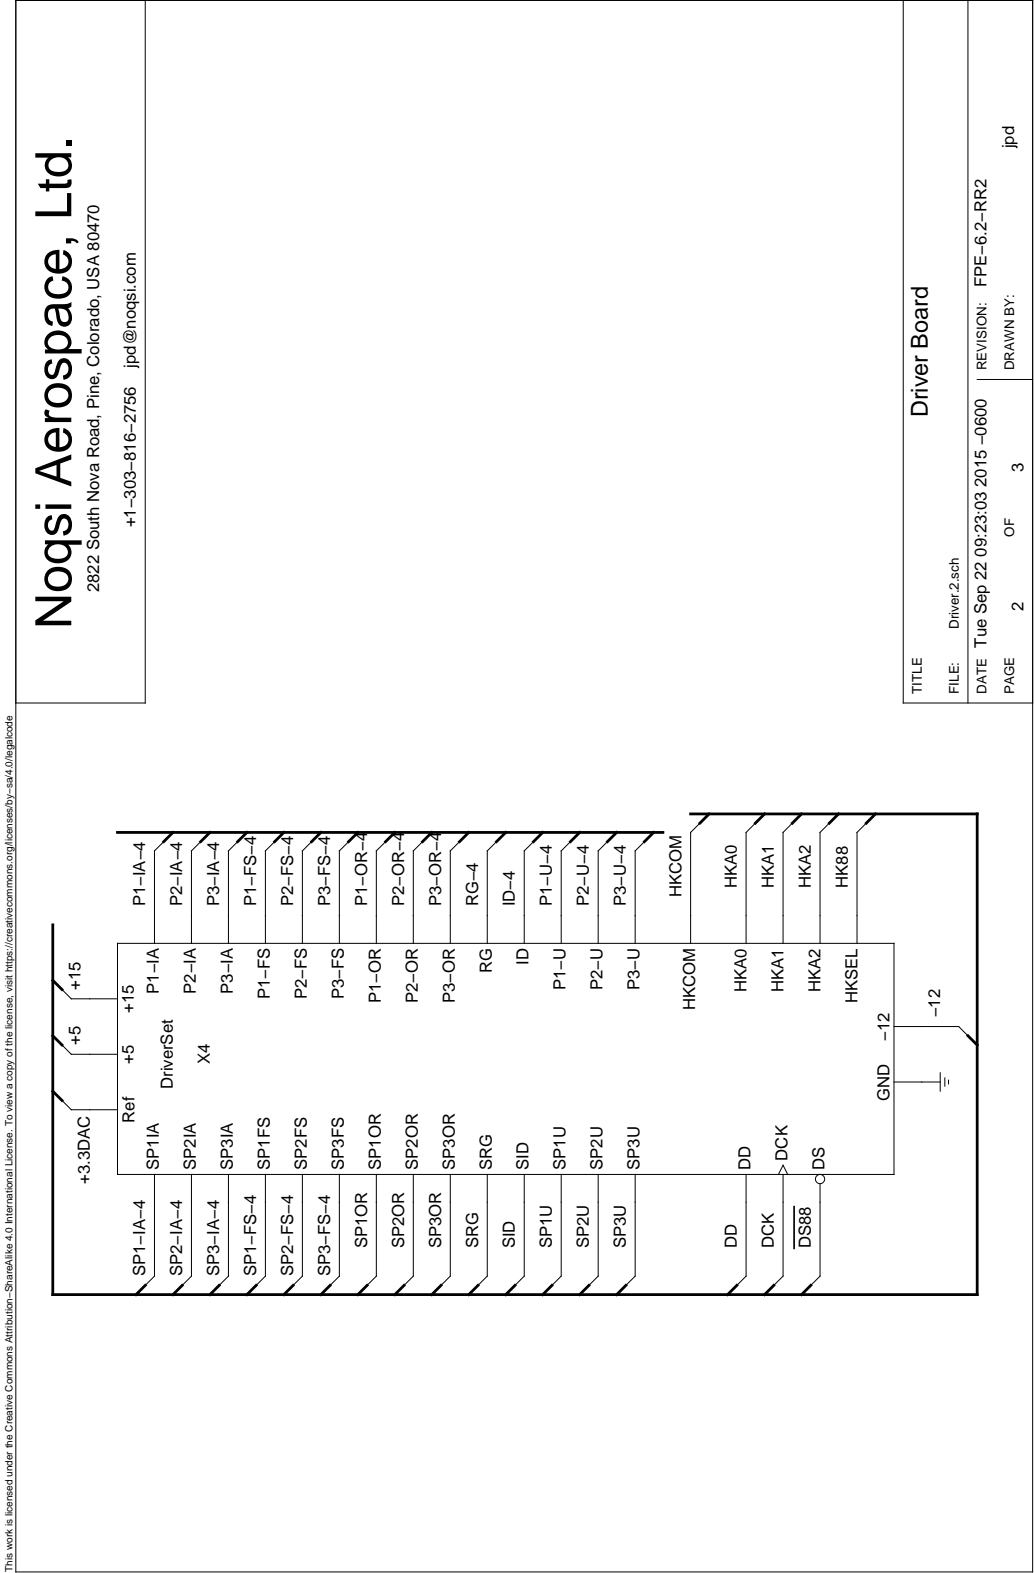 This work is licensed under the Creative Commons Attribution−ShareAlike 4.0 International License. To view a copy of the license, visit https://creativecommons.org/licenses/by−sa/4.0/legalcode
Noqsi Aerospace, Ltd.
2822 South Nova Road, Pine, Colorado, USA 80470
+1−303−816−2756 jpd@noqsi.com
+3.3DAC
+5
+15
Ref
+5
+15
DriverSet
X4
SP1−IA−4 SP1IA P1−IA P1−IA−4
SP2−IA−4 SP2IA P2−IA P2−IA−4
SP3−IA−4 SP3IA P3−IA P3−IA−4
SP1−FS−4 SP1FS P1−FS P1−FS−4
SP2−FS−4 SP2FS P2−FS P2−FS−4
SP3−FS−4 SP3FS P3−FS P3−FS−4
SP1OR SP1OR P1−OR P1−OR−4
SP2OR SP2OR P2−OR P2−OR−4
SP3OR SP3OR P3−OR P3−OR−4
SRG SRG RG RG−4
SID SID ID ID−4
SP1U SP1U P1−U P1−U−4
SP2U SP2U P2−U P2−U−4
SP3U SP3U P3−U P3−U−4
HKCOM HKCOM
DD DD HKA0 HKA0
DCK DCK HKA1 HKA1
DS88 DS HKA2 HKA2
HKSEL HK88
GND
−12
−12
TITLE
Driver Board
FILE: Driver.2.sch
DATE Tue Sep 22 09:23:03 2015 −0600
REVISION: FPE−6.2−RR2
PAGE 2 OF 3
DRAWN BY: jpd